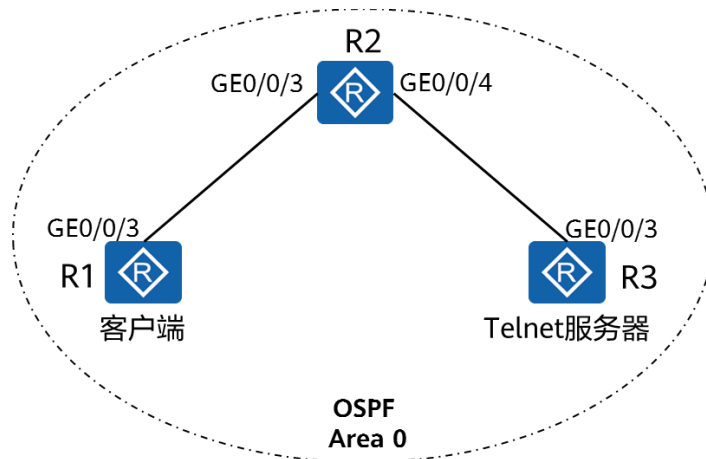 R2
GE0/0/3
GE0/0/4
R
GE0/0/3
GE0/0/3
R1
R
R
R3
客户端
Telnet服务器
OSPF
Area 0